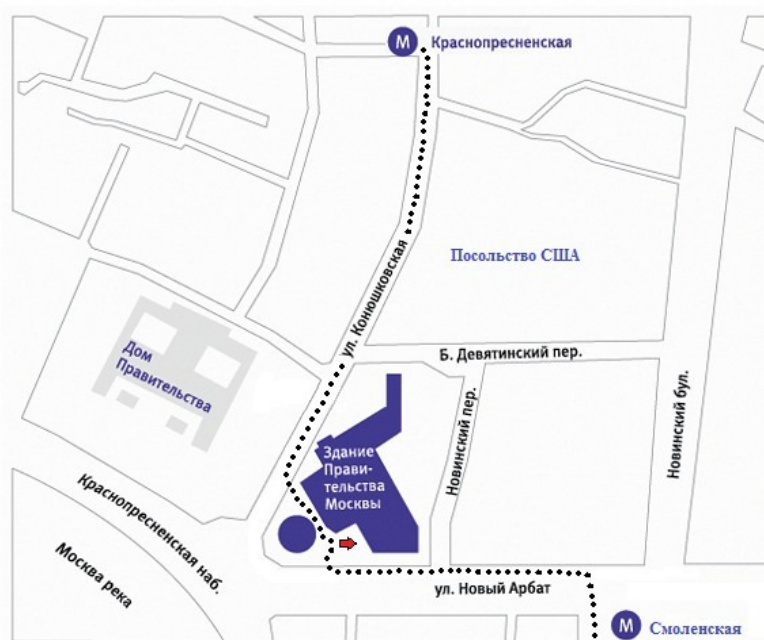 М Краснопресненская
ул. Конюшковская
Посольство США
Б. Девятинский пер.
Дом
Правительства
Новинский бул.
Новинский пер.
Здание
Прави-
тельства
Москвы
Краснопресненская наб.
Москва река
ул. Новый Арбат
М Смоленская